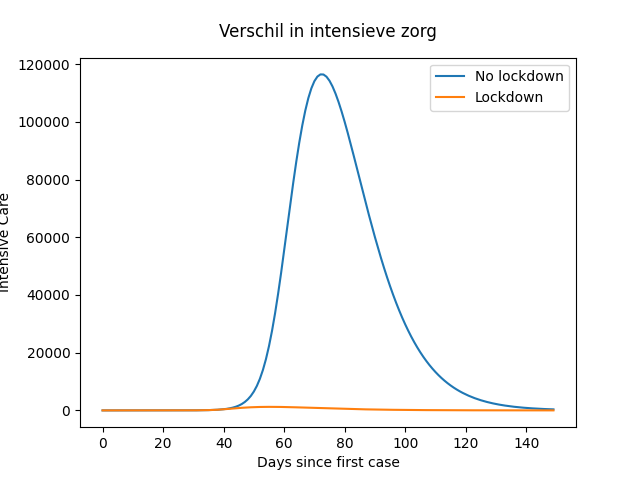 Verschil in intensieve zorg
No lockdown
Lockdown
120000
100000
80000
60000
40000
20000
0
Intensive Care
0 20 40 60 80 100 120 140
Days since first case